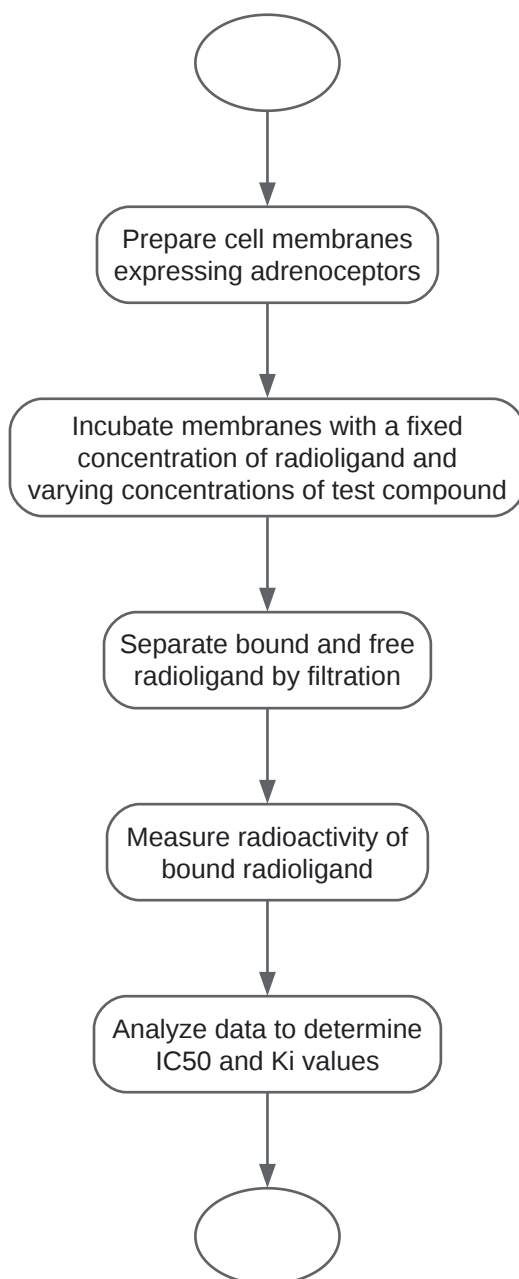 Prepare cell membranes
expressing adrenoceptors
Incubate membranes with a fixed
concentration of radioligand and
varying concentrations of test compound
Separate bound and free
radioligand by filtration
Measure radioactivity of
bound radioligand
Analyze data to determine
IC50 and Ki values